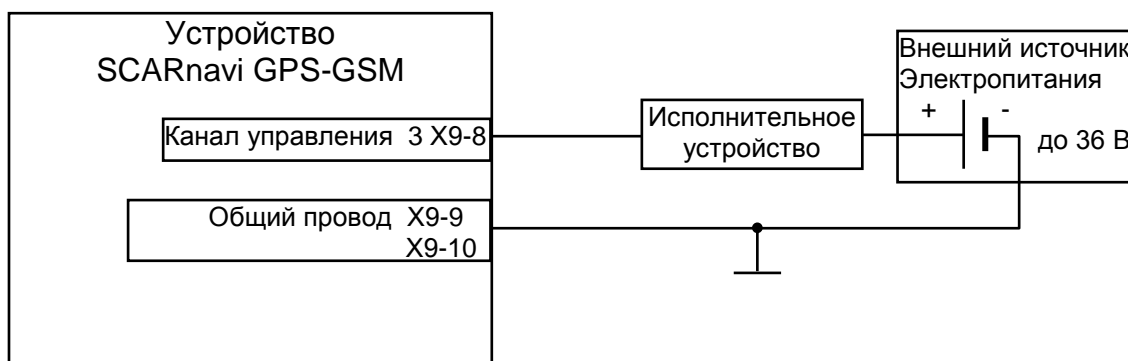 Устройство
SCARnavi GPS-GSM
Внешний источник
Электропитания
+ -
до 36 В
Исполнительное
устройство
Канал управления 3 X9-8
Общий провод X9-9
X9-10